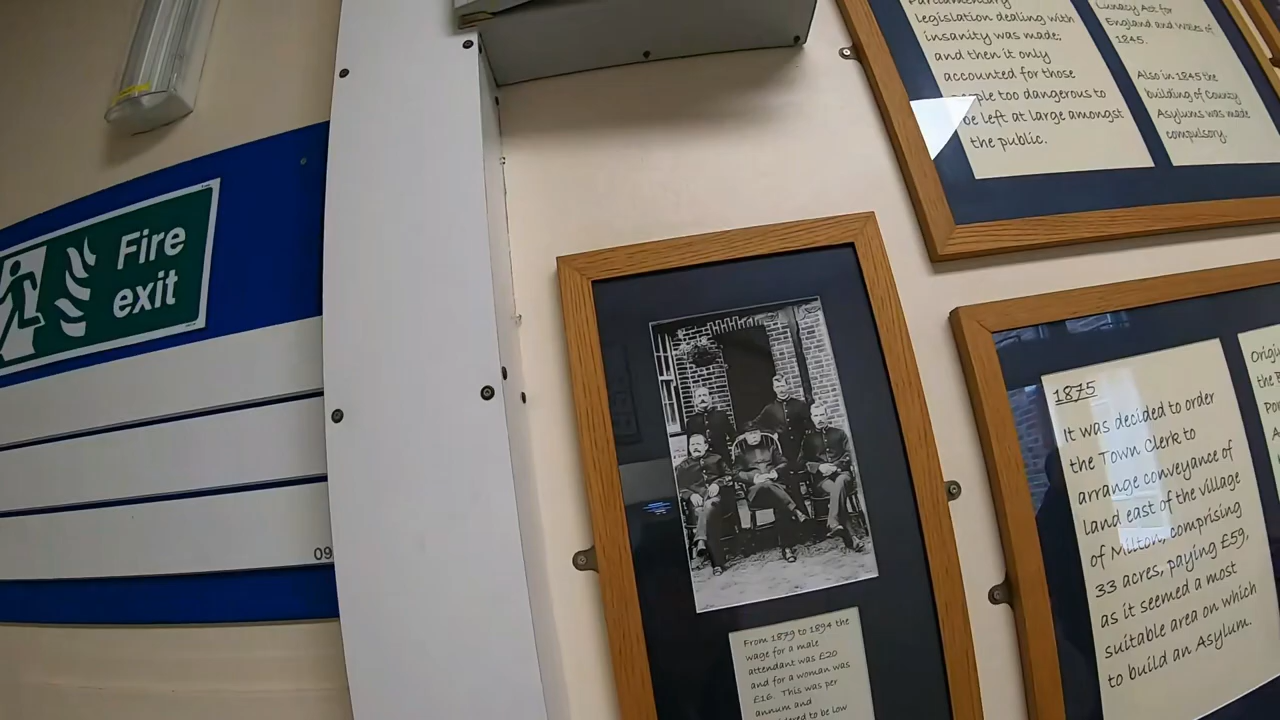 Fire
exit
09
Parliamentary
Legislation dealing with
insanity was made;
and then it only
accounted for those
people too dangerous to
be left at large amongst
the public.
Lunacy Act for
England and Wales of
1845.
Also in 1845 the
building of County
Asylums was made
compulsory.
From 1879 to 1894 the
wage for a male
attendant was £20
and for a woman was
£16. This was per
annum and
to be low
1875
It was decided to order
the Town Clerk to
arrange conveyance of
land east of the village
of Milton, comprising
33 acres, paying £59,
as it seemed a most
suitable area on which
to build an Asylum.
the